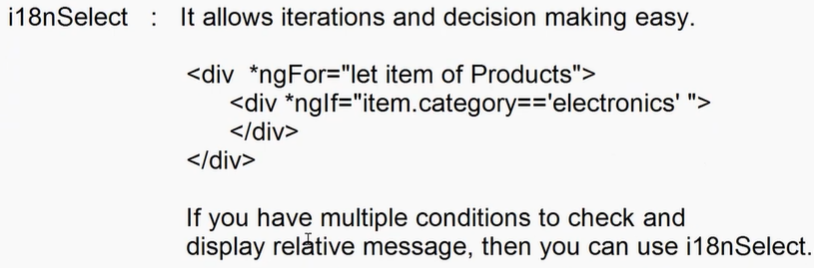 i18nSelect : It allows iterations and decision making easy.
<div *ngFor="let item of Products">
<div *ngIf="item.category=='electronics' ">
</div>
</div>
If you have multiple conditions to check and
display relative message, then you can use i18nSelect.